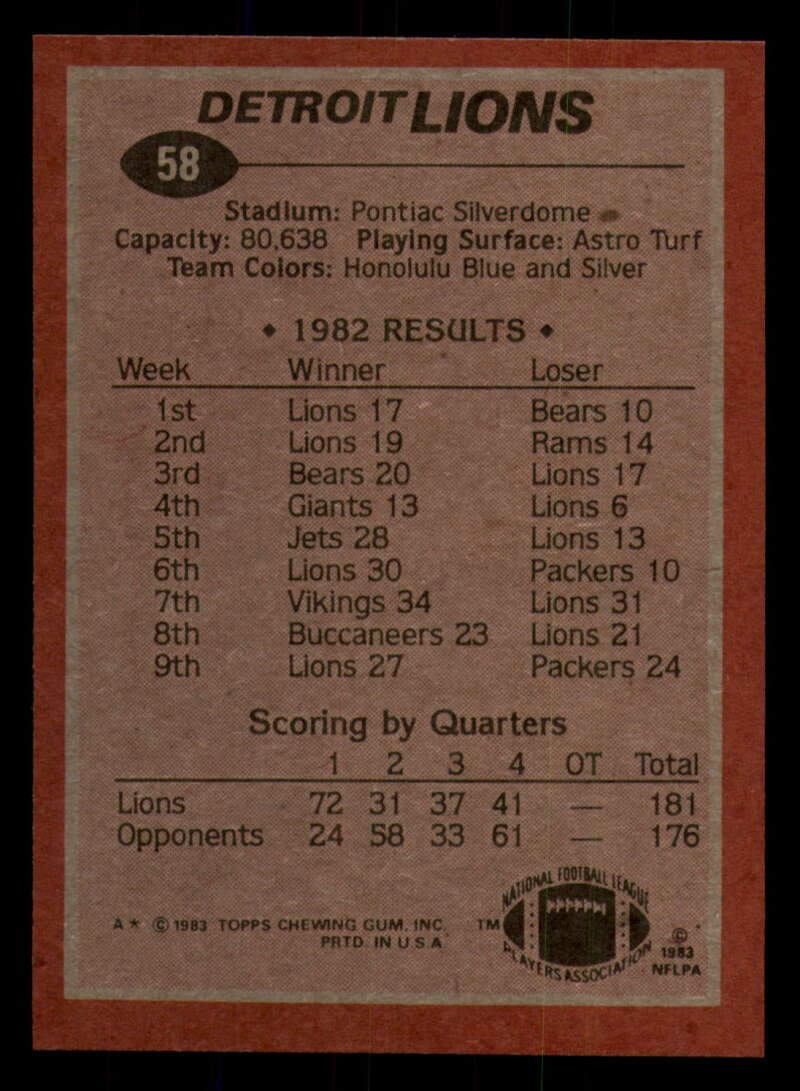 DETROIT LIONS
58
Stadium: Pontiac Silverdome
Capacity: 80,638 Playing Surface: Astro Turf
Team Colors: Honolulu Blue and Silver
♦ 1982 RESULTS ♦
Week Winner Loser
1st Lions 17 Bears 10
2nd Lions 19 Rams 14
3rd Bears 20 Lions 17
4th Giants 13 Lions 6
5th Jets 28 Lions 13
6th Lions 30 Packers 10
7th Vikings 34 Lions 31
8th Buccaneers 23 Lions 21
9th Lions 27 Packers 24
Scoring by Quarters
1 2 3 4 OT Total
Lions 72 31 37 41 — 181
Opponents 24 58 33 61 — 176
NATIONAL FOOTBALL LEAGUE
PLAYERS ASSOCIATION
A★ © 1983 TOPPS CHEWING GUM, INC. TM
PRTD. IN U.S.A.
©
1983
NFLPA